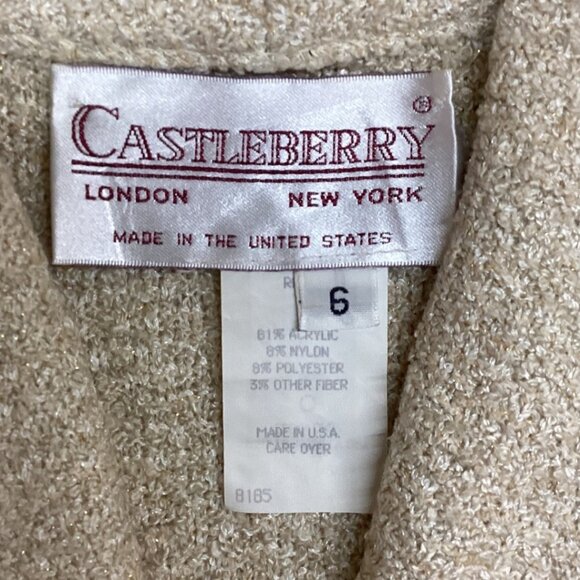 CASTLEBERRY®
LONDON NEW YORK
MADE IN THE UNITED STATES
6
81% ACRYLIC
8% NYLON
8% POLYESTER
3% OTHER FIBER
MADE IN U.S.A.
CARE OVER
8185